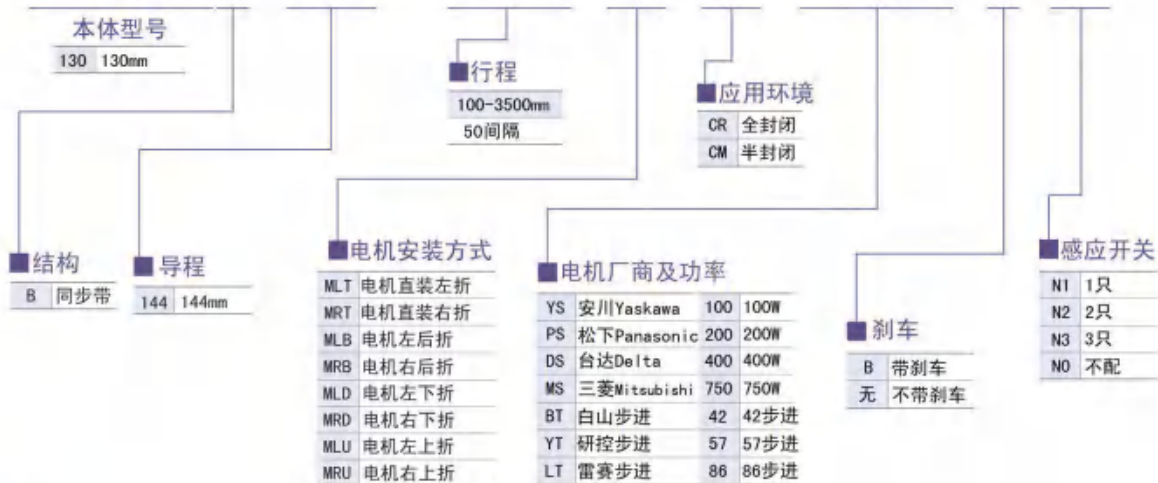 本体型号
130 130mm
■行程
100-3500mm
50间隔
■应用环境
CR 全封闭
CM 半封闭
■结构
B 同步带
■导程
144 144mm
■电机安装方式
MLT 电机直装左折
MRT 电机直装右折
MLB 电机左后折
MRB 电机右后折
MLD 电机左下折
MRD 电机右下折
MLU 电机左上折
MRU 电机右上折
■电机厂商及功率
YS 安川Yaskawa 100 100W
PS 松下Panasonic 200 200W
DS 台达Delta 400 400W
MS 三菱Mitsubishi 750 750W
BT 白山步进 42 42步进
YT 研控步进 57 57步进
LT 雷赛步进 86 86步进
■刹车
B 带刹车
无 不带刹车
■感应开关
N1 1只
N2 2只
N3 3只
N0 不配